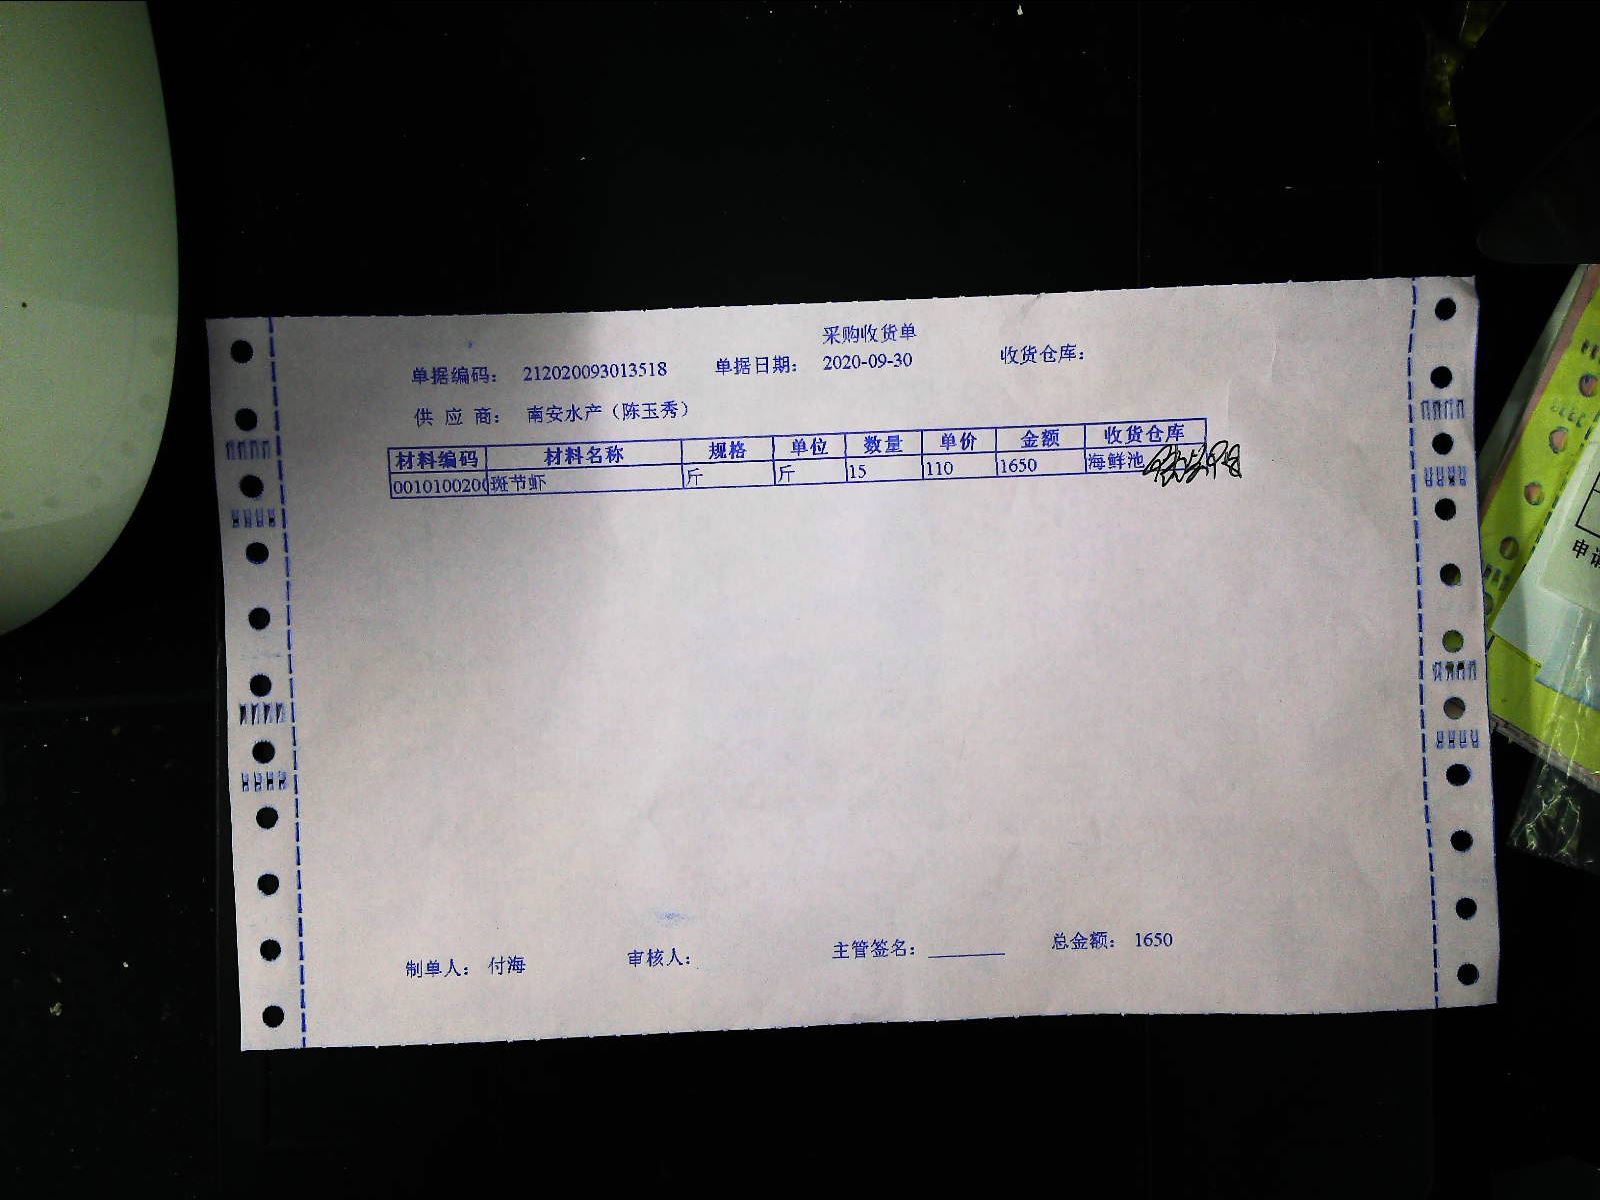 采购收货单
单据编码： 212020093013518 单据日期： 2020-09-30 收货仓库：
供 应 商： 南安水产（陈玉秀）
材料编码 材料名称 规格 单位 数量 单价 金额 收货仓库
001010020 斑节虾 斤 斤 15 110 1650 海鲜池
制单人： 付海 审核人： 主管签名： 总金额： 1650